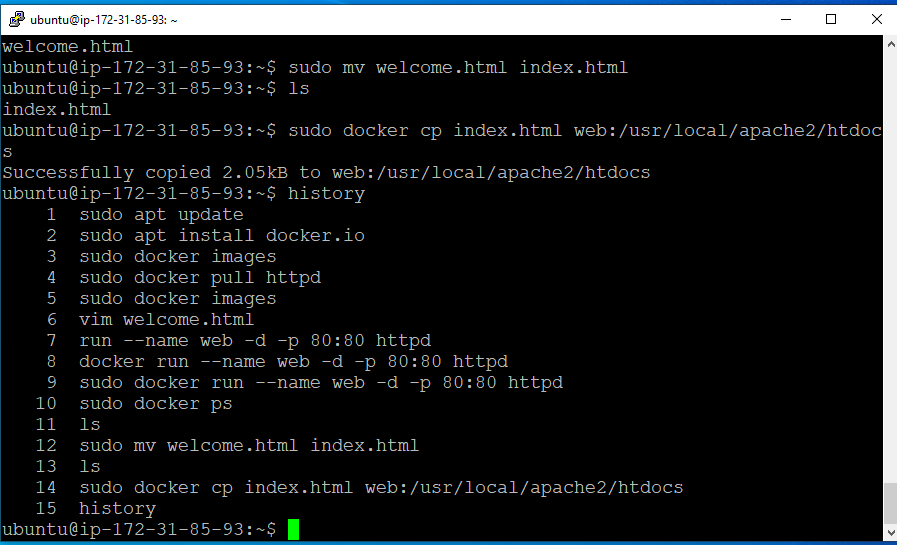 ubuntu@ip-172-31-85-93: ~
welcome.html
ubuntu@ip-172-31-85-93:~$ sudo mv welcome.html index.html
ubuntu@ip-172-31-85-93:~$ ls
index.html
ubuntu@ip-172-31-85-93:~$ sudo docker cp index.html web:/usr/local/apache2/htdoc
s
Successfully copied 2.05kB to web:/usr/local/apache2/htdocs
ubuntu@ip-172-31-85-93:~$ history
    1  sudo apt update
    2  sudo apt install docker.io
    3  sudo docker images
    4  sudo docker pull httpd
    5  sudo docker images
    6  vim welcome.html
    7  run --name web -d -p 80:80 httpd
    8  docker run --name web -d -p 80:80 httpd
    9  sudo docker run --name web -d -p 80:80 httpd
   10  sudo docker ps
   11  ls
   12  sudo mv welcome.html index.html
   13  ls
   14  sudo docker cp index.html web:/usr/local/apache2/htdocs
   15  history
ubuntu@ip-172-31-85-93:~$